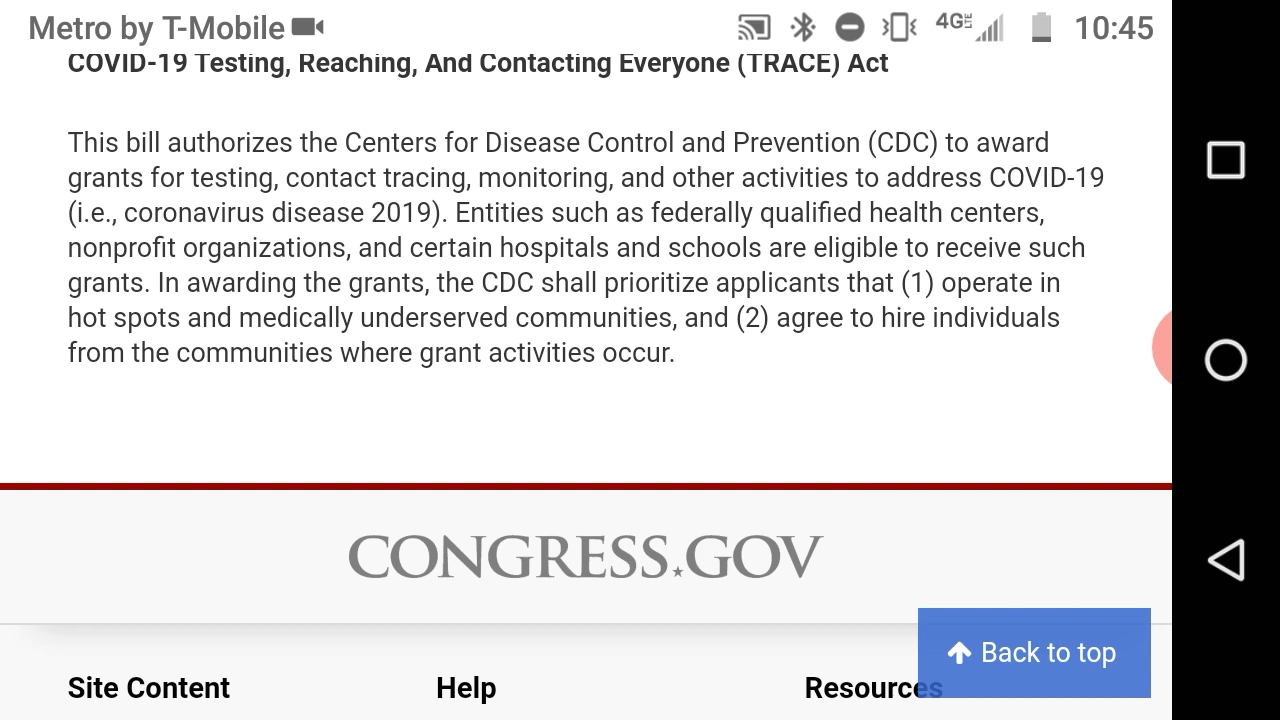 Metro by T-Mobile 4G LTE 10:45
COVID-19 Testing, Reaching, And Contacting Everyone (TRACE) Act
This bill authorizes the Centers for Disease Control and Prevention (CDC) to award
grants for testing, contact tracing, monitoring, and other activities to address COVID-19
(i.e., coronavirus disease 2019). Entities such as federally qualified health centers,
nonprofit organizations, and certain hospitals and schools are eligible to receive such
grants. In awarding the grants, the CDC shall prioritize applicants that (1) operate in
hot spots and medically underserved communities, and (2) agree to hire individuals
from the communities where grant activities occur.
CONGRESS.GOV
Back to top
Site Content Help Resources